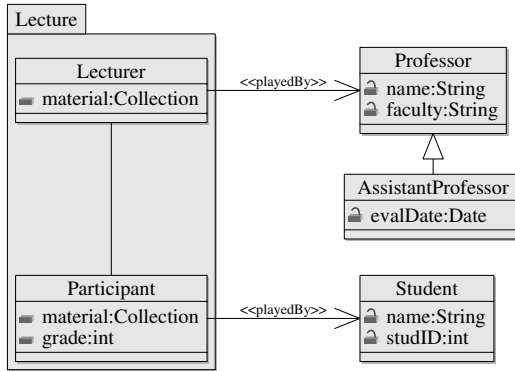 Lecture
Lecturer
material:Collection
<<playedBy>>
Professor
name:String
faculty:String
AssistantProfessor
evalDate:Date
Participant
material:Collection
grade:int
<<playedBy>>
Student
name:String
studID:int